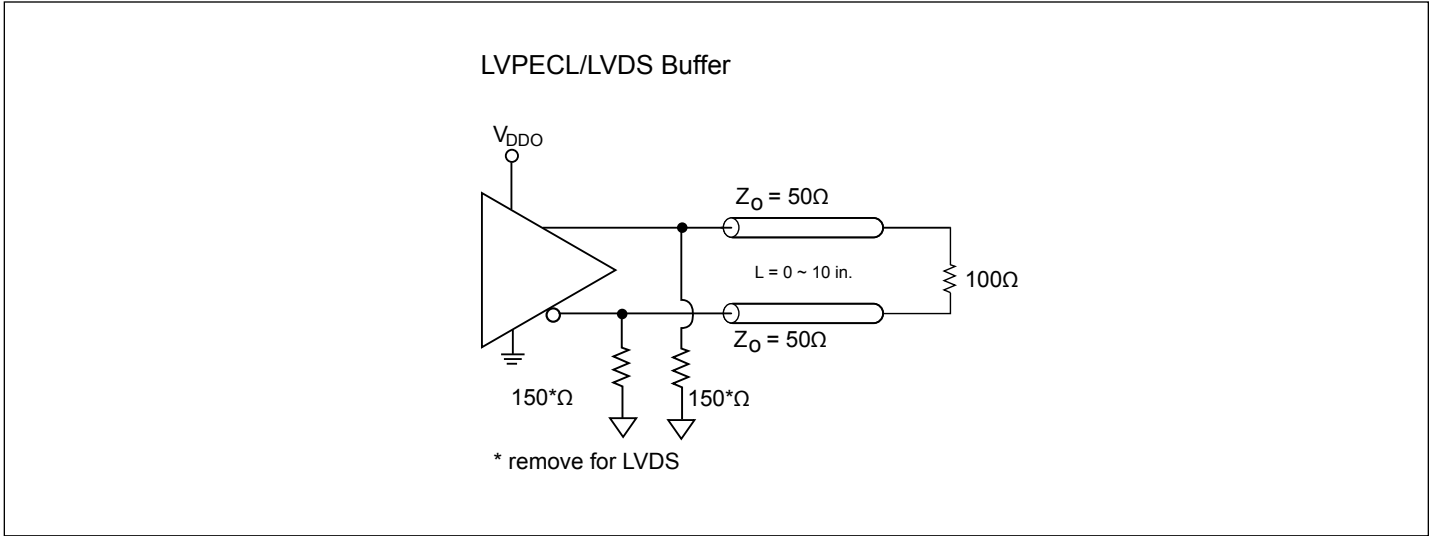 LVPECL/LVDS Buffer
VDDO
ZO = 50Ω
L = 0 ~ 10 in.
100Ω
ZO = 50Ω
150*Ω
150*Ω
* remove for LVDS